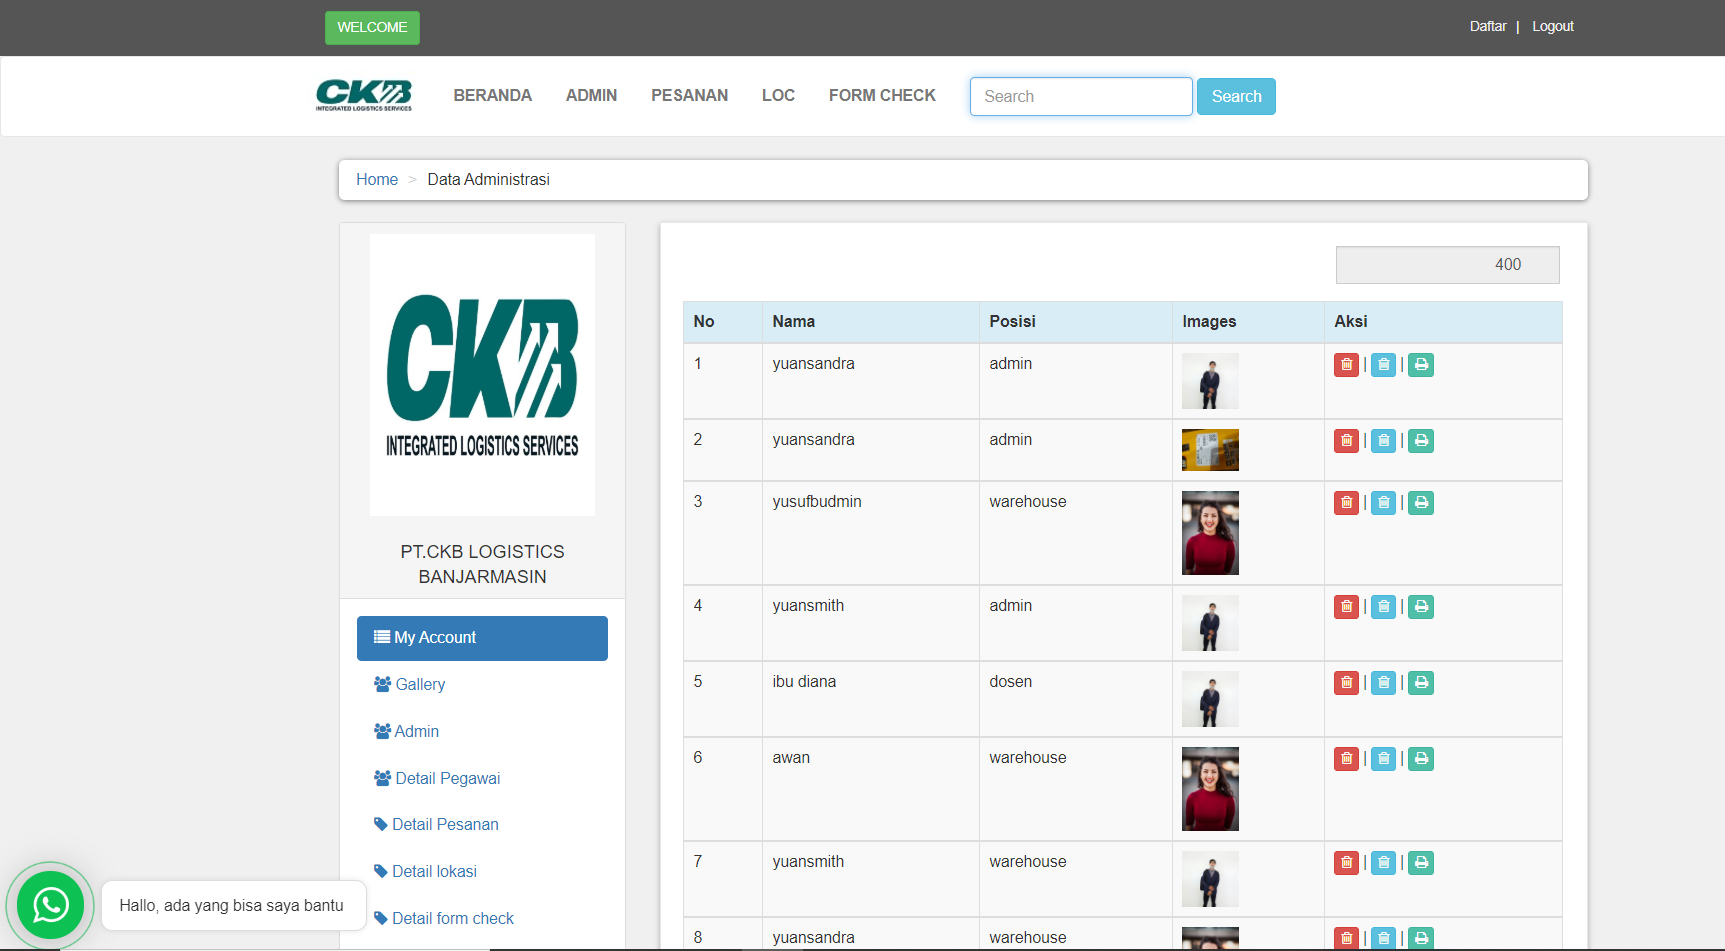 WELCOME
Daftar | Logout
CKB
INTEGRATED LOGISTICS SERVICES
BERANDA ADMIN PESANAN LOC FORM CHECK Search Search
Home > Data Administrasi
CKB
INTEGRATED LOGISTICS SERVICES
PT.CKB LOGISTICS
BANJARMASIN
My Account
Gallery
Admin
Detail Pegawai
Detail Pesanan
Detail lokasi
Detail form check
400
No Nama Posisi Images Aksi
1 yuansandra admin | |
2 yuansandra admin | |
3 yusufbudmin warehouse | |
4 yuansmith admin | |
5 ibu diana dosen | |
6 awan warehouse | |
7 yuansmith warehouse | |
8 yuansandra warehouse | |
Hallo, ada yang bisa saya bantu